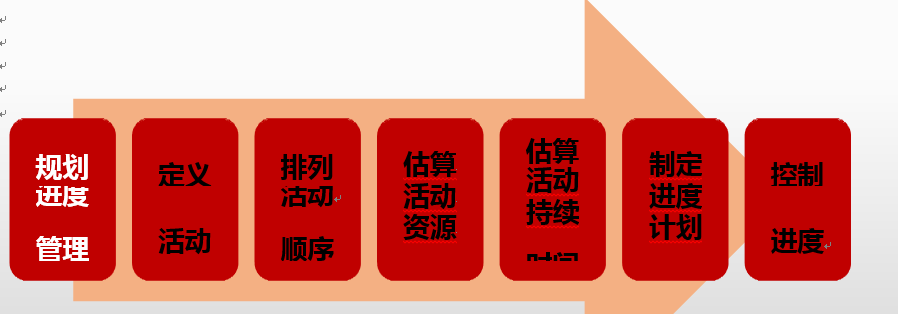 规划
进度
管理
定义
活动
排列
活动
顺序
估算
活动
资源
估算
活动
持续
时间
制定
进度
计划
控制
进度